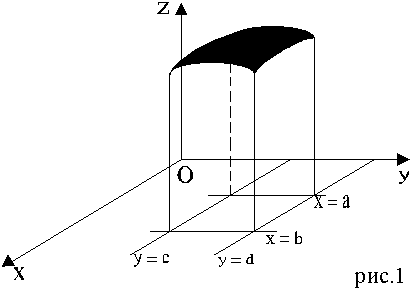 Z
O
y
x = a
x = b
y = c
y = d
X
рис.1